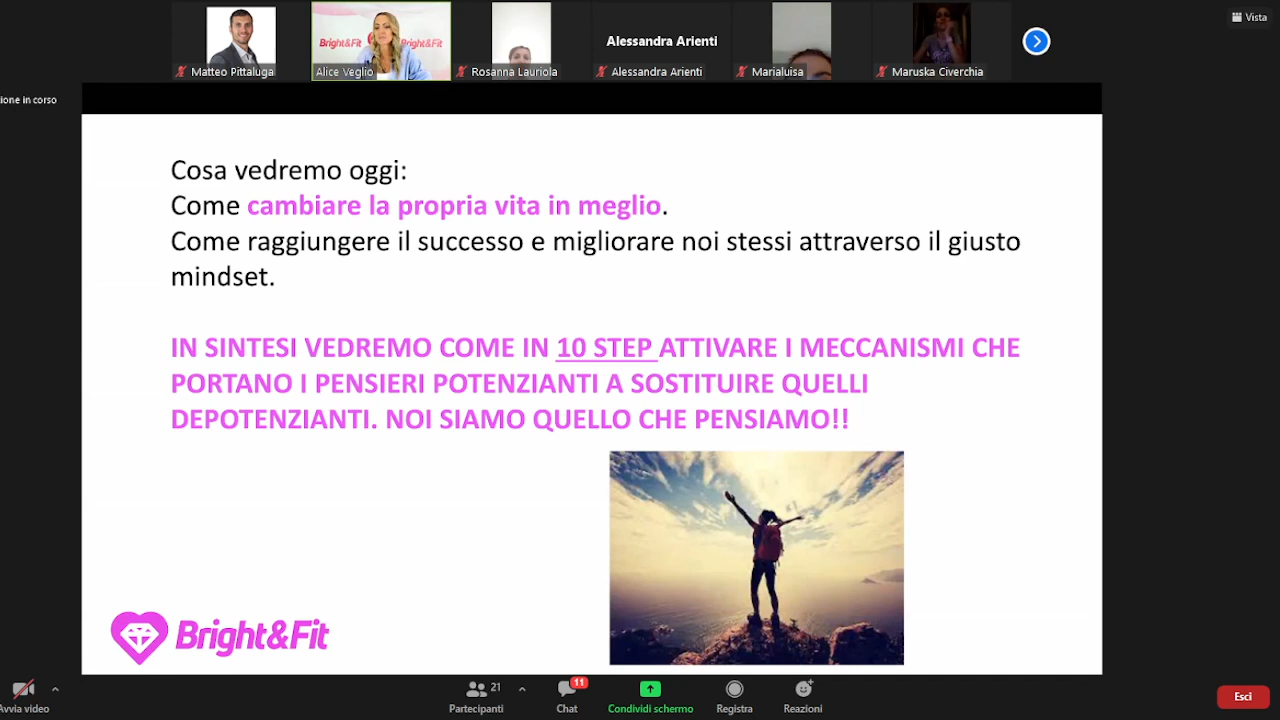 Vista
Bright&Fit
Bright&Fit
Alessandra Arienti
Matteo Pittaluga
Alice Veglio
Rosanna Lauriola
Alessandra Arienti
Marialuisa
Maruska Civerchia
ione in corso
Cosa vedremo oggi:
Come cambiare la propria vita in meglio.
Come raggiungere il successo e migliorare noi stessi attraverso il giusto
mindset.
IN SINTESI VEDREMO COME IN 10 STEP ATTIVARE I MECCANISMI CHE
PORTANO I PENSIERI POTENZIANTI A SOSTITUIRE QUELLI
DEPOTENZIANTI. NOI SIAMO QUELLO CHE PENSIAMO!!
Bright&Fit
Avvia video
21
Partecipanti
11
Chat
Condividi schermo
Registra
Reazioni
Esci